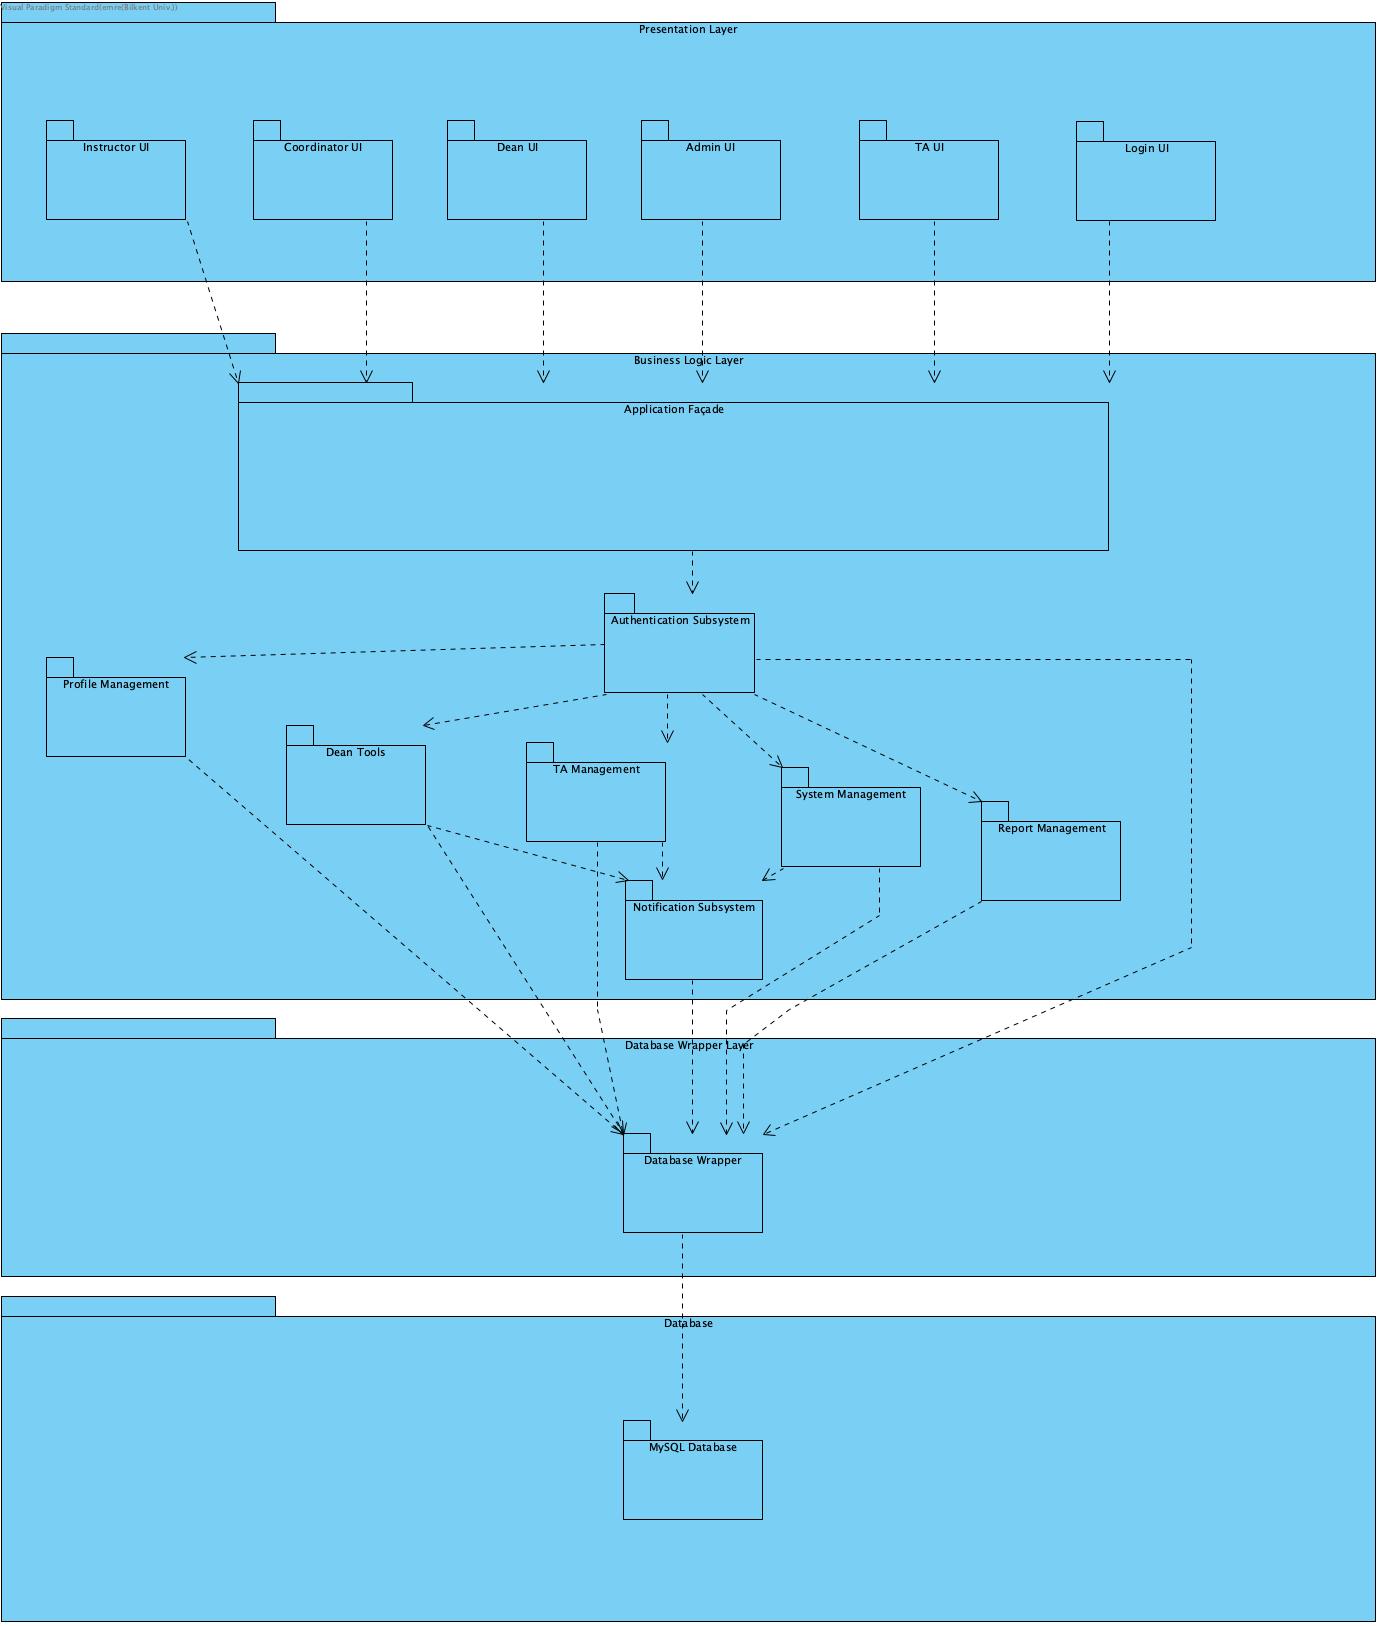 Visual Paradigm Standard(emre(Bilkent Univ.))
Presentation Layer
Instructor UI
Coordinator UI
Dean UI
Admin UI
TA UI
Login UI
Business Logic Layer
Application Façade
Authentication Subsystem
Profile Management
Dean Tools
TA Management
System Management
Report Management
Notification Subsystem
Database Wrapper Layer
Database Wrapper
Database
MySQL Database